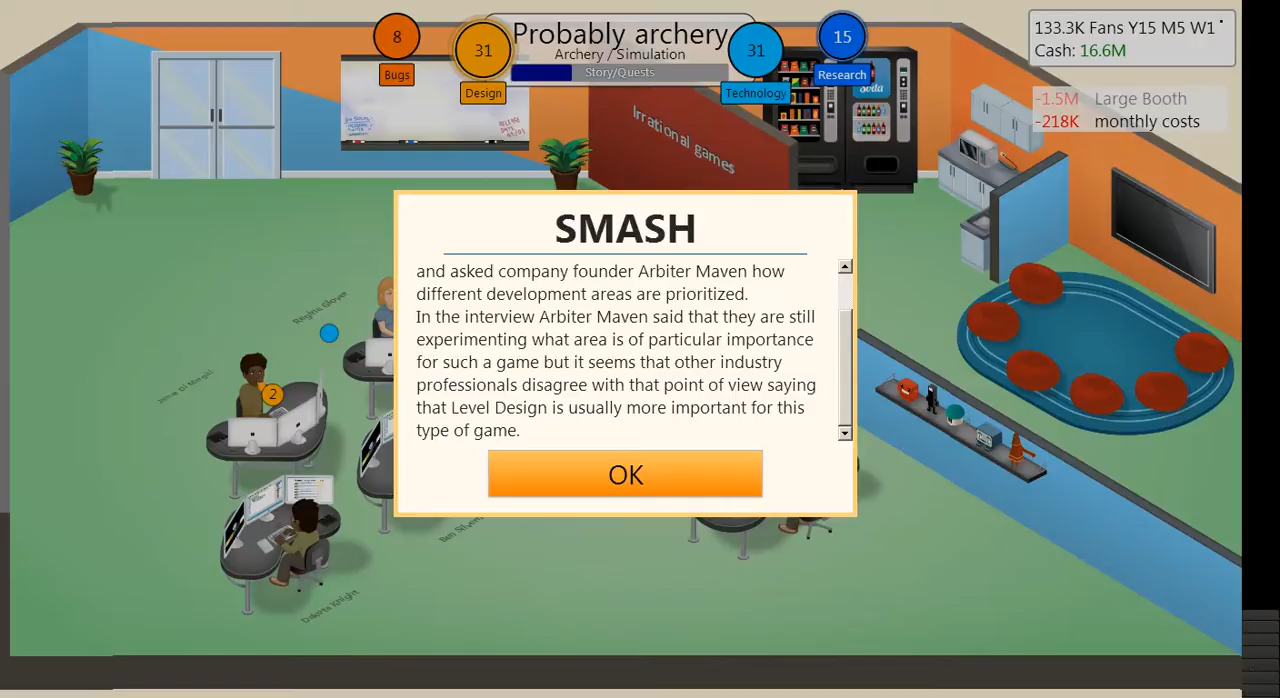 8
Bugs
31
Design
Probably archery
Archery / Simulation
Story/Quests
31
Technology
15
Research
133.3K Fans Y15 M5 W1
Cash: 16.6M
-1.5M Large Booth
-218K monthly costs
Soda
Irrational games
SMASH
and asked company founder Arbiter Maven how
different development areas are prioritized.
In the interview Arbiter Maven said that they are still
experimenting what area is of particular importance
for such a game but it seems that other industry
professionals disagree with that point of view saying
that Level Design is usually more important for this
type of game.
OK
2
Dakota Knight